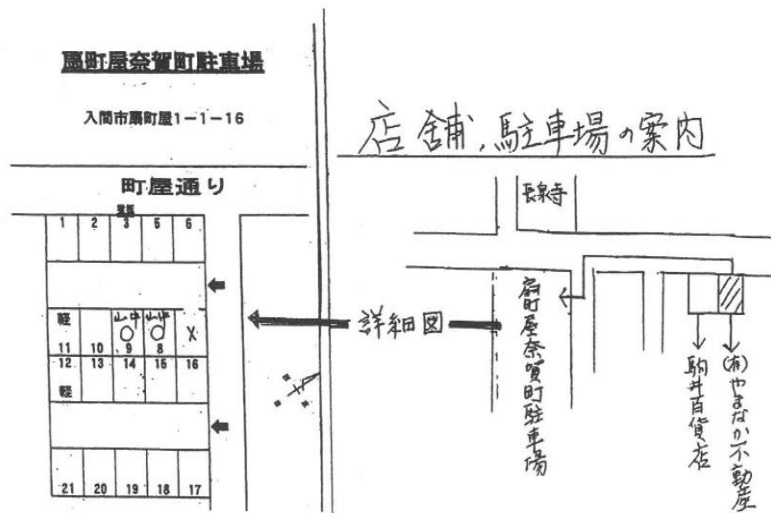 扇町屋奈賀町駐車場
入間市扇町屋1-1-16
町屋通り
1 2 3 5 6
軽 山中 山中
11 10 9 8 X
12 13 14 15 16
軽
21 20 19 18 17
店舗、駐車場の案内
長泉寺
詳細図
扇町屋奈賀町駐車場
駒井百貨店
(有)やまなか不動産